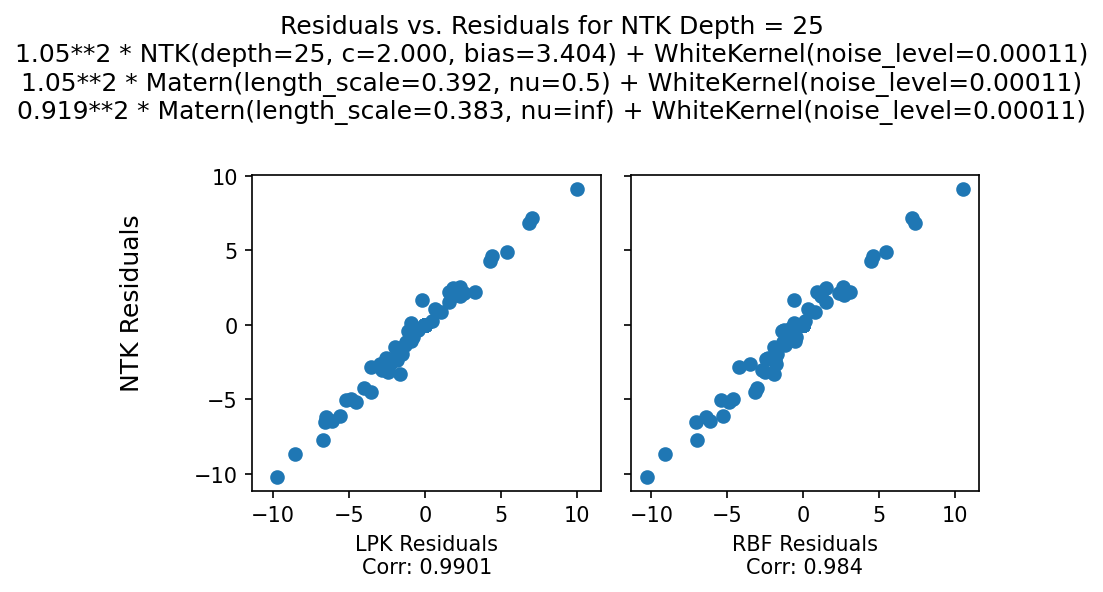 Residuals vs. Residuals for NTK Depth = 25
1.05**2 * NTK(depth=25, c=2.000, bias=3.404) + WhiteKernel(noise_level=0.00011)
1.05**2 * Matern(length_scale=0.392, nu=0.5) + WhiteKernel(noise_level=0.00011)
0.919**2 * Matern(length_scale=0.383, nu=inf) + WhiteKernel(noise_level=0.00011)
NTK Residuals
10
5
0
−5
−10
−10 −5 0 5 10
−10 −5 0 5 10
LPK Residuals
Corr: 0.9901
RBF Residuals
Corr: 0.984